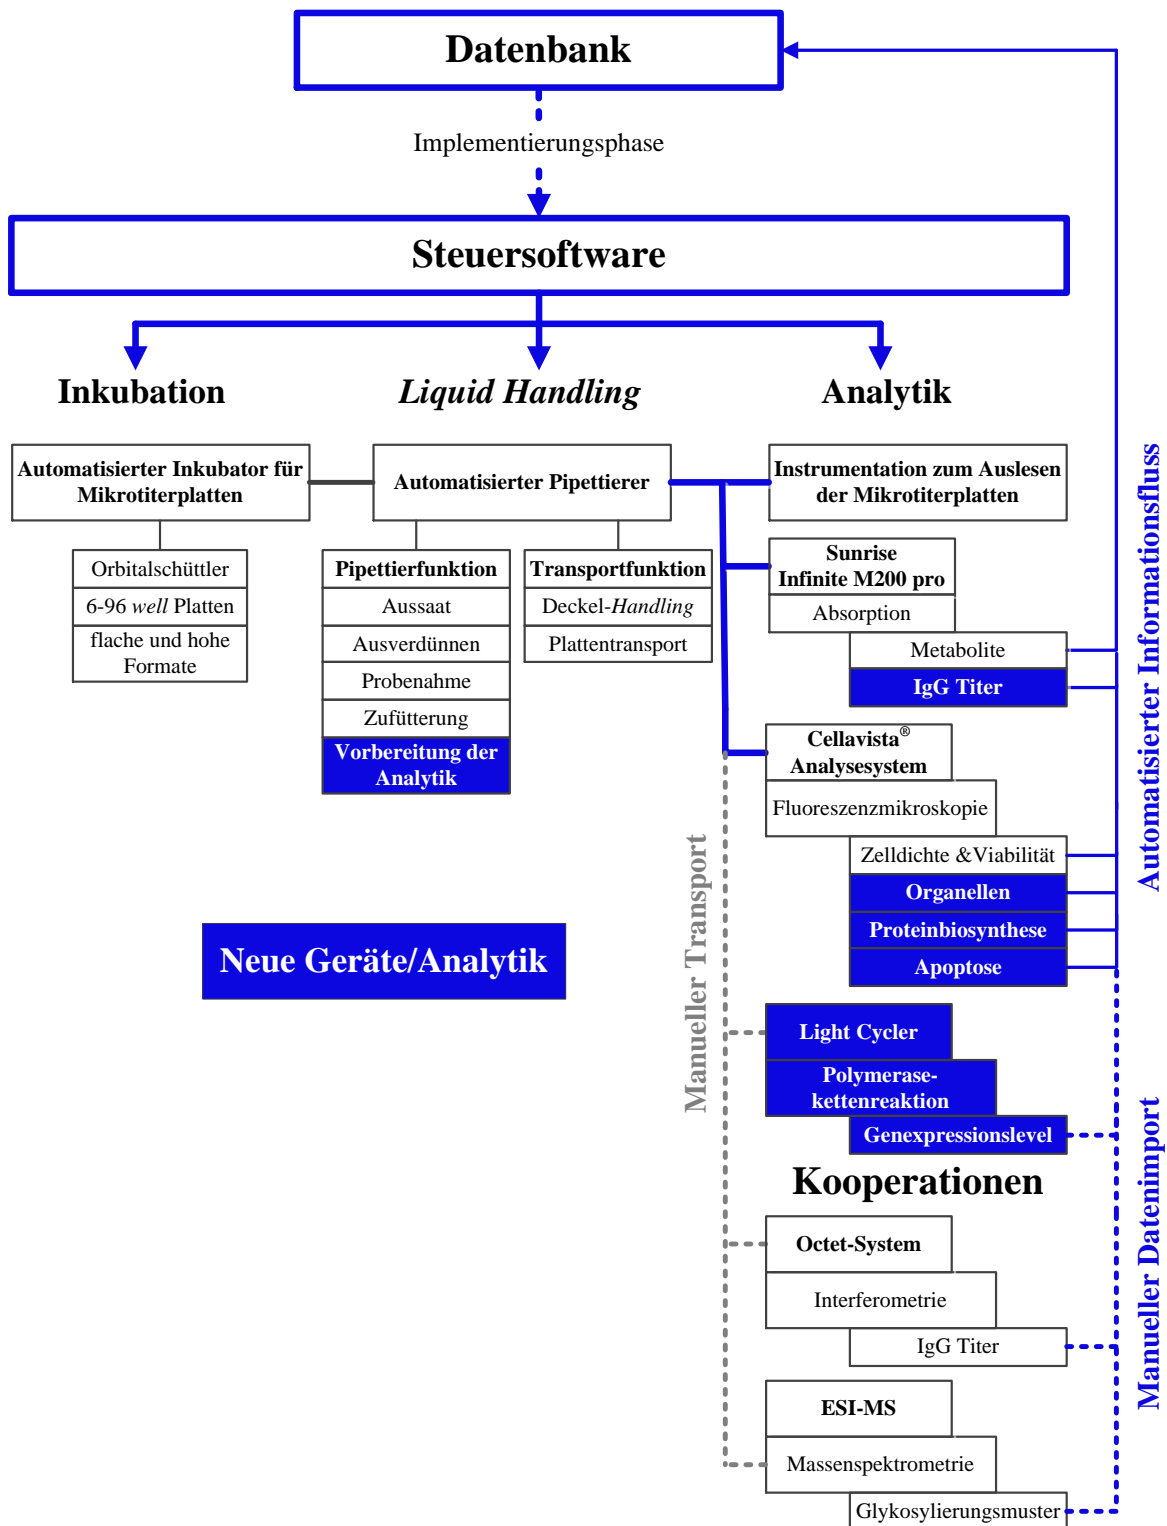 Datenbank
Implementierungsphase
Steuersoftware
Inkubation
Liquid Handling
Analytik
Automatisierter Inkubator für
Mikrotiterplatten
Automatisierter Pipettierer
Instrumentation zum Auslesen
der Mikrotiterplatten
Orbitalschüttler
6-96 well Platten
flache und hohe
Formate
Pipettierfunktion
Aussaat
Ausverdünnen
Probenahme
Zufütterung
Vorbereitung der
Analytik
Transportfunktion
Deckel-Handling
Plattentransport
Sunrise
Infinite M200 pro
Absorption
Metabolite
IgG Titer
Cellavista®
Analysesystem
Fluoreszenzmikroskopie
Zelldichte &Viabilität
Organellen
Proteinbiosynthese
Apoptose
Neue Geräte/Analytik
Manueller Transport
Light Cycler
Polymerase-
kettenreaktion
Genexpressionslevel
Kooperationen
Octet-System
Interferometrie
IgG Titer
ESI-MS
Massenspektrometrie
Glykosylierungsmuster
Automatisierter Informationsfluss
Manueller Datenimport